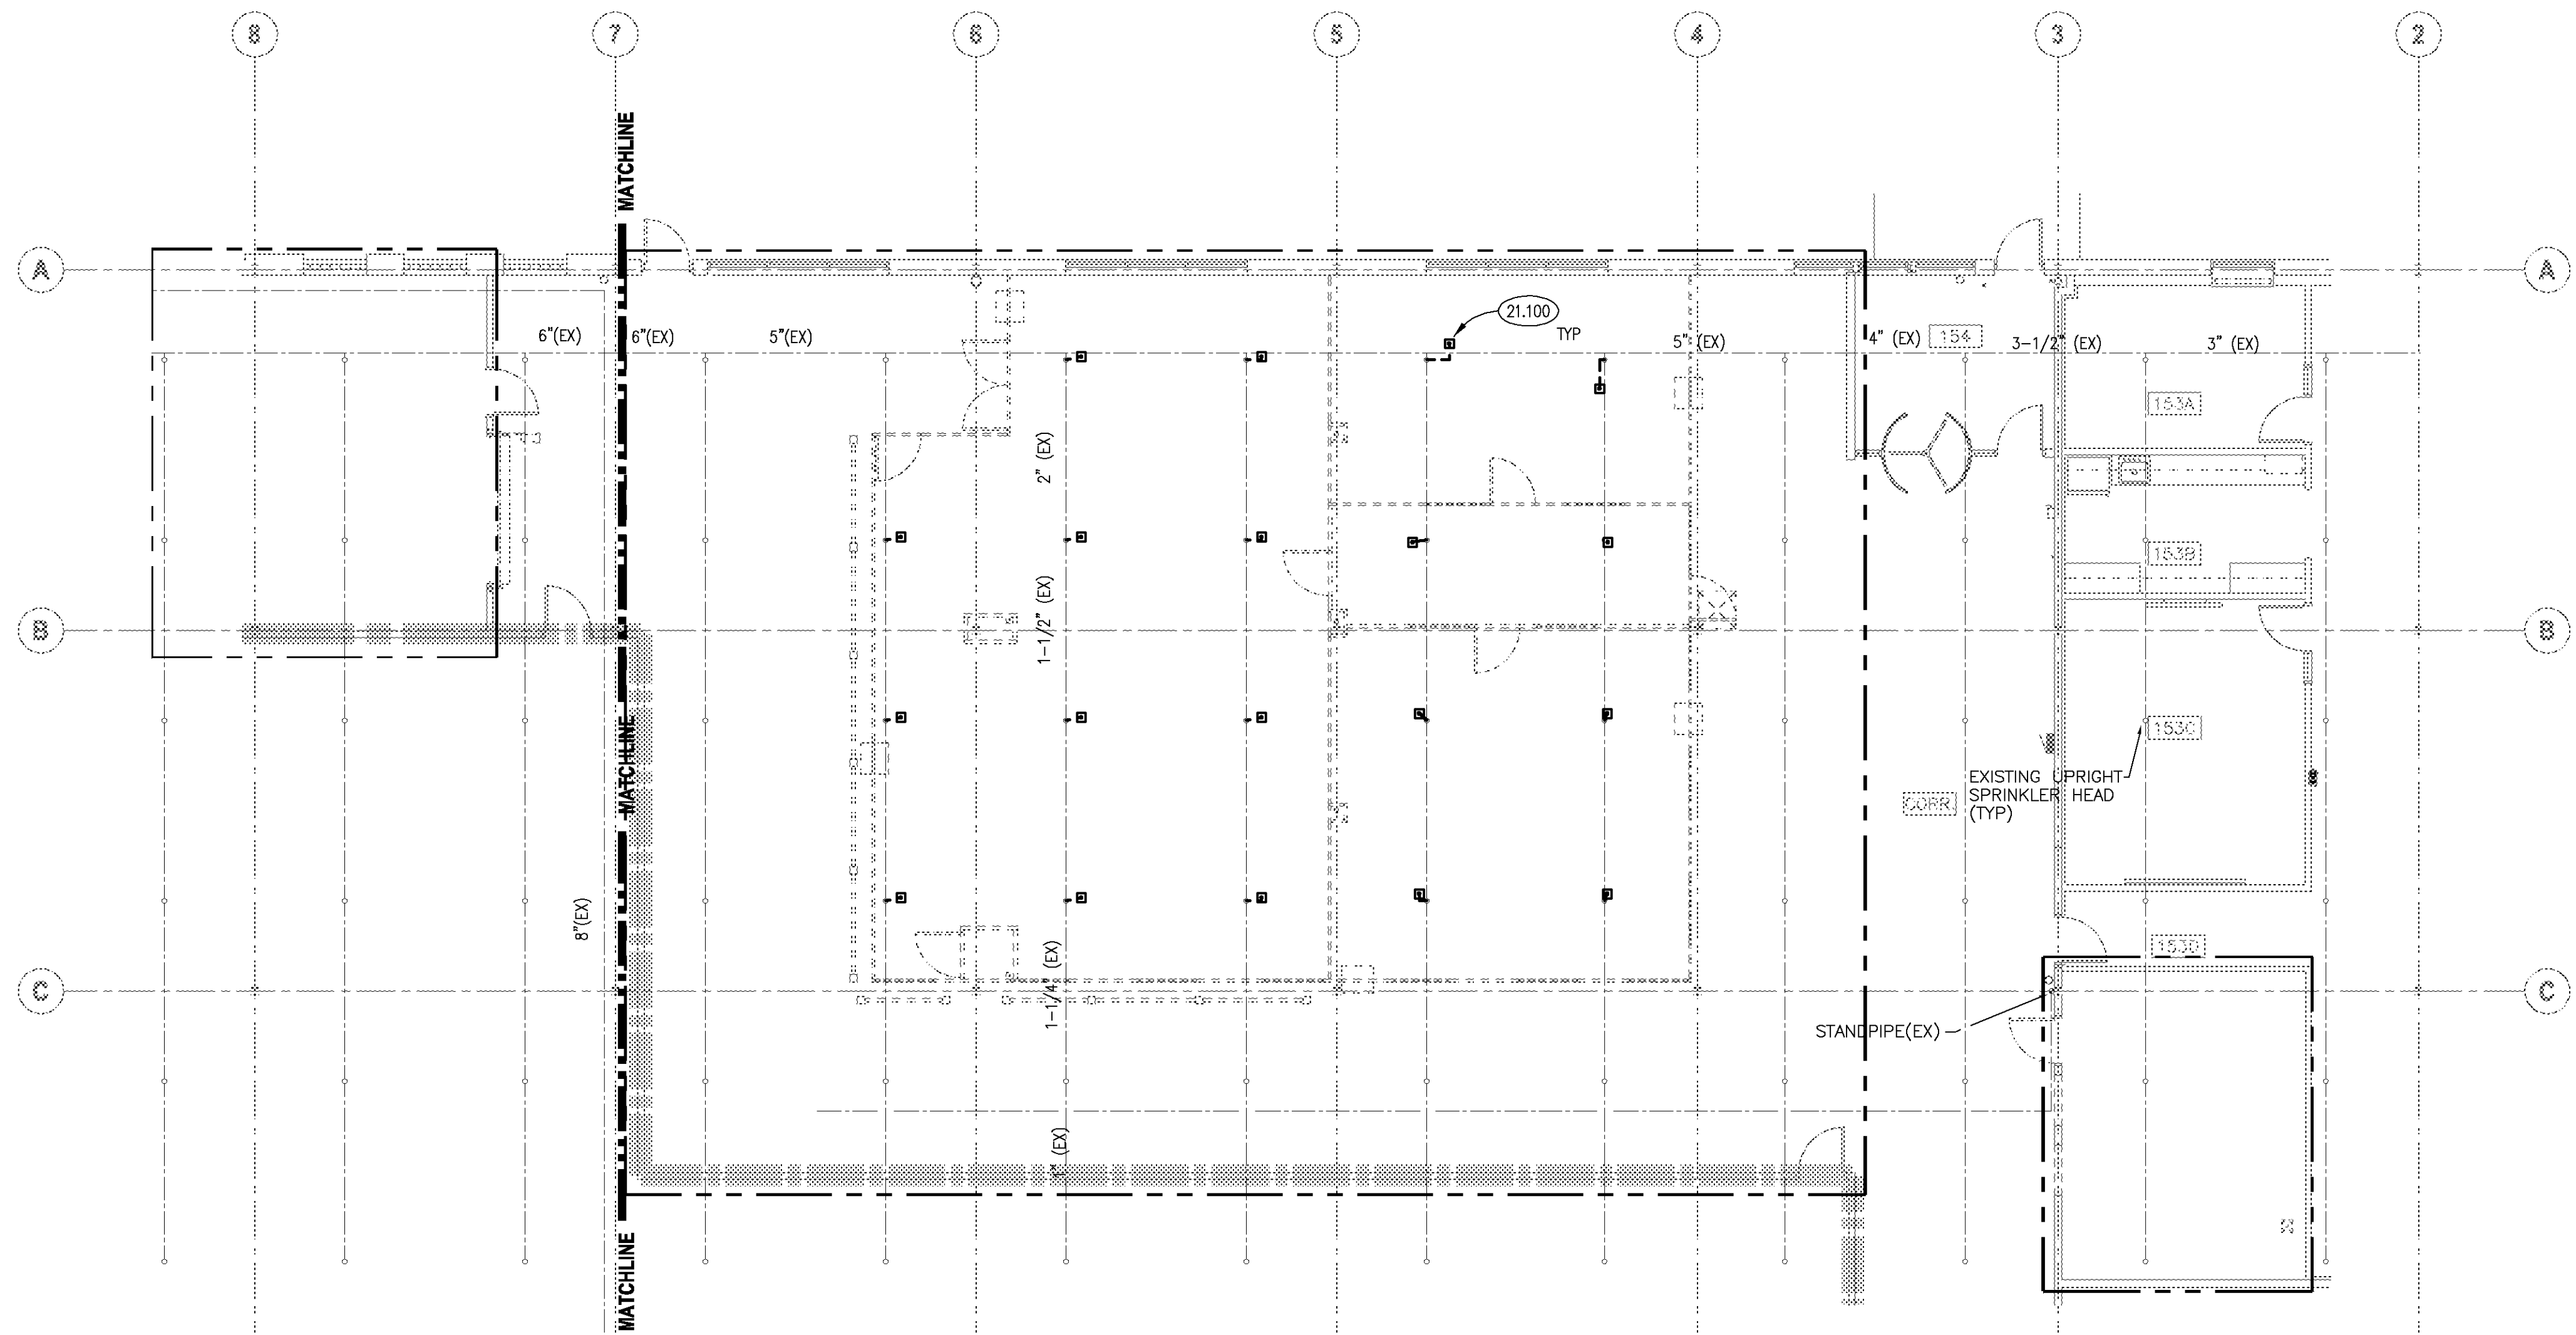 8
7
6
5
4
3
2
MATCHLINE
A
A
21.100
TYP
6"(EX)
6"(EX)
5"(EX)
5" (EX)
4" (EX)
154
3-1/2" (EX)
3" (EX)
153A
2" (EX)
153B
1-1/2" (EX)
B
B
153C
MATCHLINE
EXISTING UPRIGHT
SPRINKLER HEAD
(TYP)
CORR.
8"(EX)
153D
1-1/4" (EX)
C
C
STANDPIPE(EX)
1" (EX)
MATCHLINE